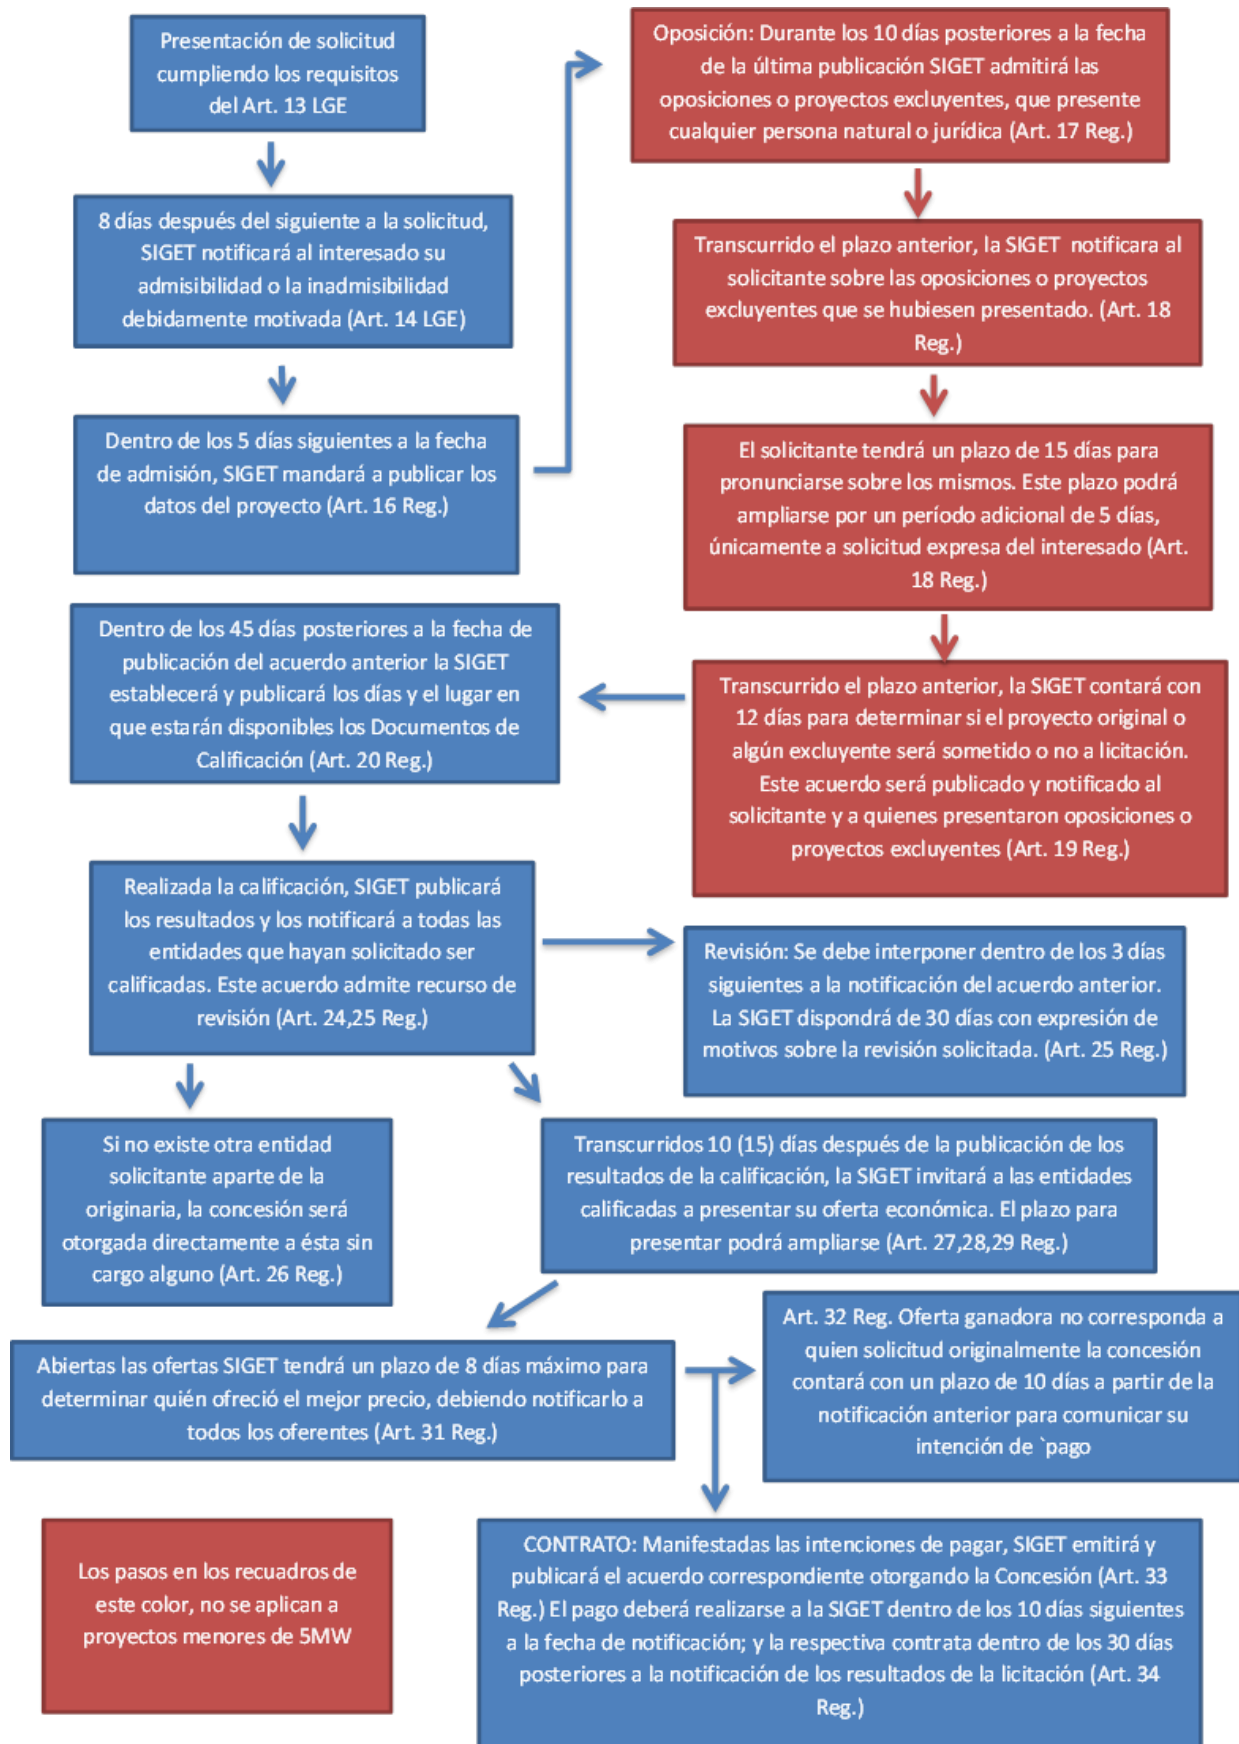 Presentación de solicitud
cumpliendo los requisitos
del Art. 13 LGE
8 días después del siguiente a la solicitud,
SIGET notificará al interesado su
admisibilidad o la inadmisibilidad
debidamente motivada (Art. 14 LGE)
Dentro de los 5 días siguientes a la fecha
de admisión, SIGET mandará a publicar los
datos del proyecto (Art. 16 Reg.)
Oposición: Durante los 10 días posteriores a la fecha
de la última publicación SIGET admitirá las
oposiciones o proyectos excluyentes, que presente
cualquier persona natural o jurídica (Art. 17 Reg.)
Transcurrido el plazo anterior, la SIGET notificara al
solicitante sobre las oposiciones o proyectos
excluyentes que se hubiesen presentado. (Art. 18
Reg.)
El solicitante tendrá un plazo de 15 días para
pronunciarse sobre los mismos. Este plazo podrá
ampliarse por un período adicional de 5 días,
únicamente a solicitud expresa del interesado (Art.
18 Reg.)
Transcurrido el plazo anterior, la SIGET contará con
12 días para determinar si el proyecto original o
algún excluyente será sometido o no a licitación.
Este acuerdo será publicado y notificado al
solicitante y a quienes presentaron oposiciones o
proyectos excluyentes (Art. 19 Reg.)
Dentro de los 45 días posteriores a la fecha de
publicación del acuerdo anterior la SIGET
establecerá y publicará los días y el lugar en
que estarán disponibles los Documentos de
Calificación (Art. 20 Reg.)
Realizada la calificación, SIGET publicará
los resultados y los notificará a todas las
entidades que hayan solicitado ser
calificadas. Este acuerdo admite recurso de
revisión (Art. 24,25 Reg.)
Revisión: Se debe interponer dentro de los 3 días
siguientes a la notificación del acuerdo anterior.
La SIGET dispondrá de 30 días con expresión de
motivos sobre la revisión solicitada. (Art. 25 Reg.)
Si no existe otra entidad
solicitante aparte de la
originaria, la concesión será
otorgada directamente a ésta sin
cargo alguno (Art. 26 Reg.)
Transcurridos 10 (15) días después de la publicación de los
resultados de la calificación, la SIGET invitará a las entidades
calificadas a presentar su oferta económica. El plazo para
presentar podrá ampliarse (Art. 27,28,29 Reg.)
Abiertas las ofertas SIGET tendrá un plazo de 8 días máximo para
determinar quién ofreció el mejor precio, debiendo notificarlo a
todos los oferentes (Art. 31 Reg.)
Art. 32 Reg. Oferta ganadora no corresponda a
quien solicitud originalmente la concesión
contará con un plazo de 10 días a partir de la
notificación anterior para comunicar su
intención de `pago
Los pasos en los recuadros de
este color, no se aplican a
proyectos menores de 5MW
CONTRATO: Manifestadas las intenciones de pagar, SIGET emitirá y
publicará el acuerdo correspondiente otorgando la Concesión (Art. 33
Reg.) El pago deberá realizarse a la SIGET dentro de los 10 días siguientes
a la fecha de notificación; y la respectiva contrata dentro de los 30 días
posteriores a la notificación de los resultados de la licitación (Art. 34
Reg.)